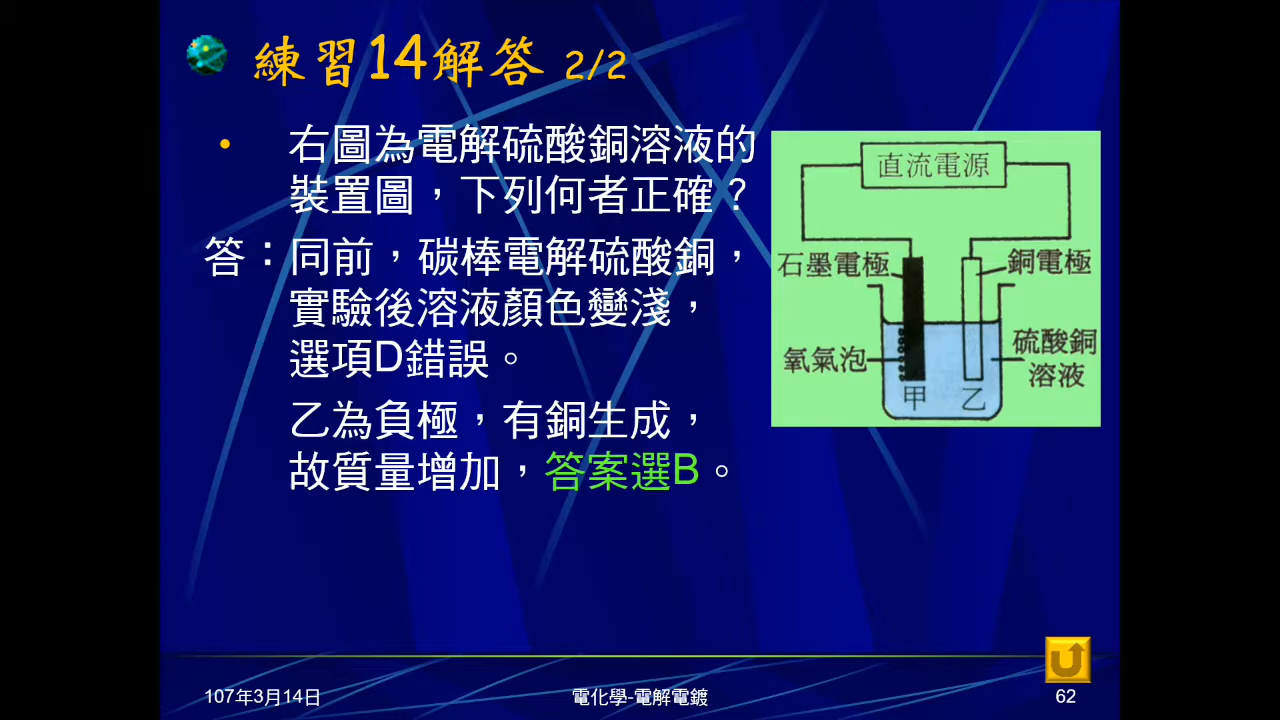 練習14解答 2/2
• 右圖為電解硫酸銅溶液的
裝置圖，下列何者正確？
答：同前，碳棒電解硫酸銅，
實驗後溶液顏色變淺，
選項D錯誤。
乙為負極，有銅生成，
故質量增加，答案選B。
直流電源
石墨電極
銅電極
氧氣泡
硫酸銅
溶液
甲
乙
107年3月14日
電化學-電解電鍍
62